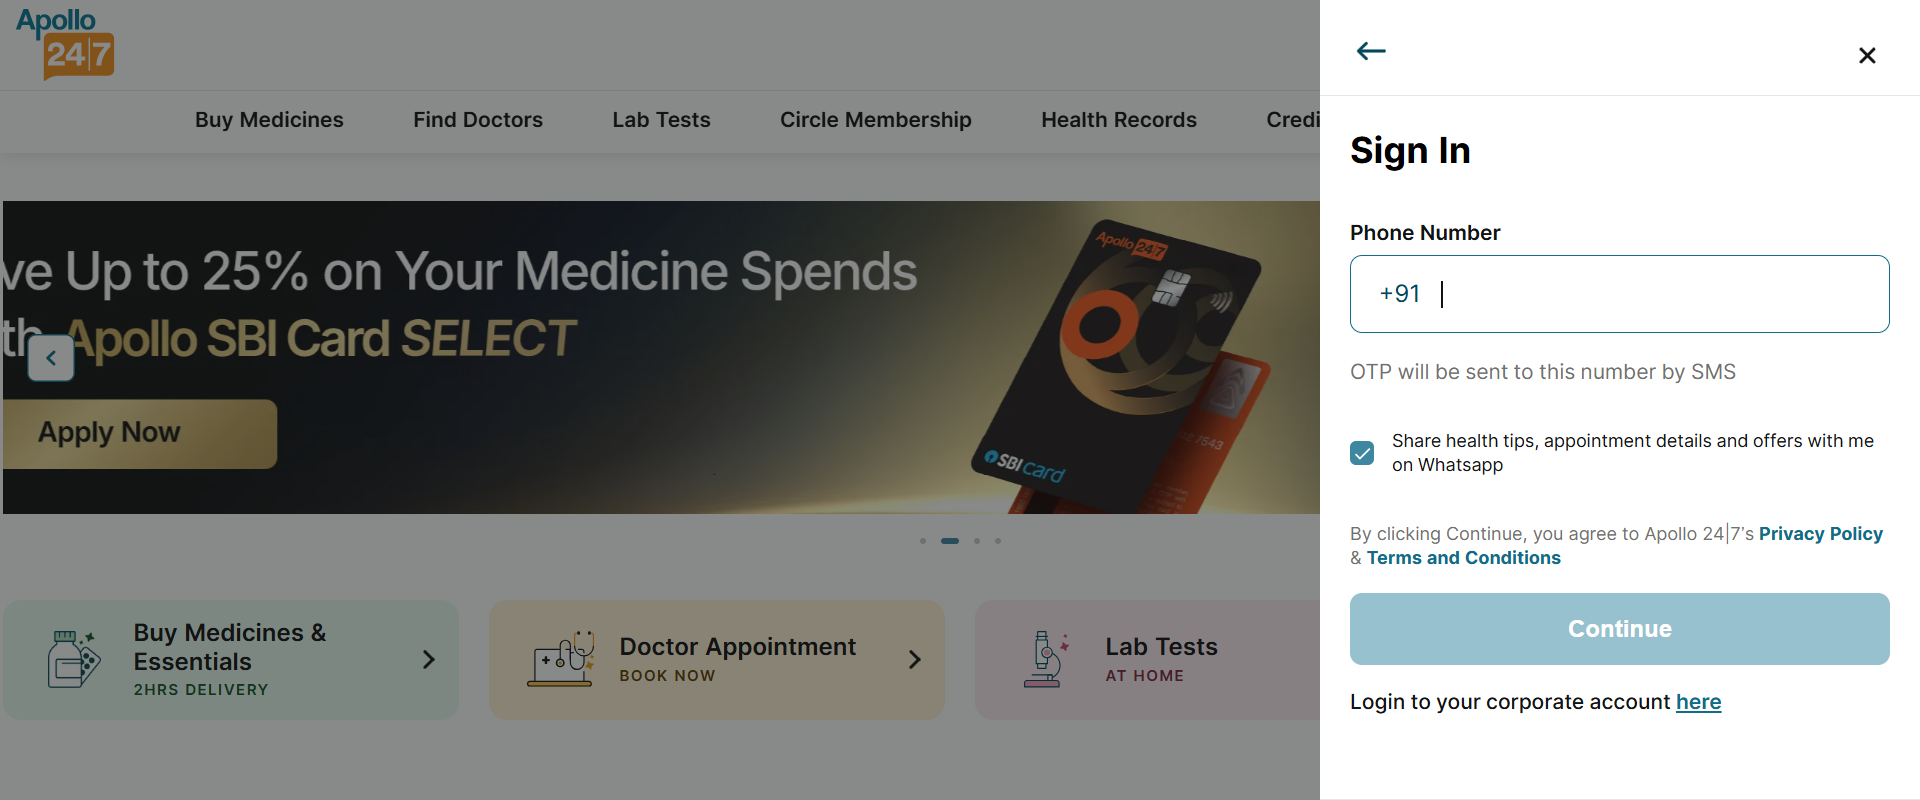 Apollo
24|7
Buy Medicines
Find Doctors
Lab Tests
Circle Membership
Health Records
Credi
ve Up to 25% on Your Medicine Spends
th Apollo SBI Card SELECT
Apply Now
Apollo 24|7
SBI Card
7543
Buy Medicines &
Essentials
2HRS DELIVERY
Doctor Appointment
BOOK NOW
Lab Tests
AT HOME
Sign In
Phone Number
+91
OTP will be sent to this number by SMS
Share health tips, appointment details and offers with me
on Whatsapp
By clicking Continue, you agree to Apollo 24|7's Privacy Policy
& Terms and Conditions
Continue
Login to your corporate account here